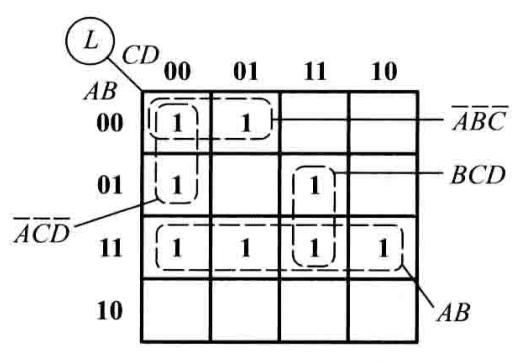 L
CD
00 01 11 10
AB
00 1 1 A̅B̅C̅
01 1 1 BCD
A̅C̅D̅
11 1 1 1 1
10 AB